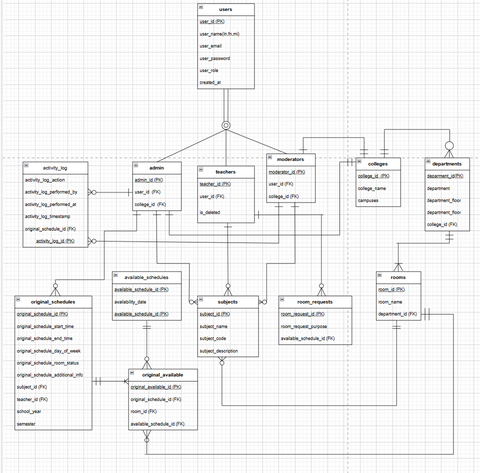 users
user_id (PK)
user_name(ln,fn,mi)
user_email
user_password
user_role
created_at
activity_log
activity_log_action
activity_log_performed_by
activity_log_performed_at
activity_log_timestamp
original_schedule_id (FK)
activity_log_id (PK)
admin
admin_id (PK)
user_id (FK)
college_id (FK)
teachers
teacher_id (PK)
user_id (FK)
is_deleted
moderators
moderator_id (PK)
user_id (FK)
college_id (FK)
colleges
college_id (PK)
college_name
campuses
departments
department_id(PK)
department
department_floor
department_floor
college_id (FK)
original_schedules
original_schedule_id (PK)
original_schedule_start_time
original_schedule_end_time
original_schedule_day_of_week
original_schedule_room_status
original_schedule_additional_info
subject_id (FK)
teacher_id (FK)
school_year
semester
available_schedules
available_schedule_id (PK)
availability_date
available_schedule_id (PK)
original_available
original_available_id (PK)
original_schedule_id (FK)
room_id (FK)
available_schedule_id (FK)
subjects
subject_id (PK)
subject_name
subject_code
subject_description
room_requests
room_request_id (PK)
room_request_purpose
available_schedule_id (FK)
rooms
room_id (PK)
room_name
department_id (FK)